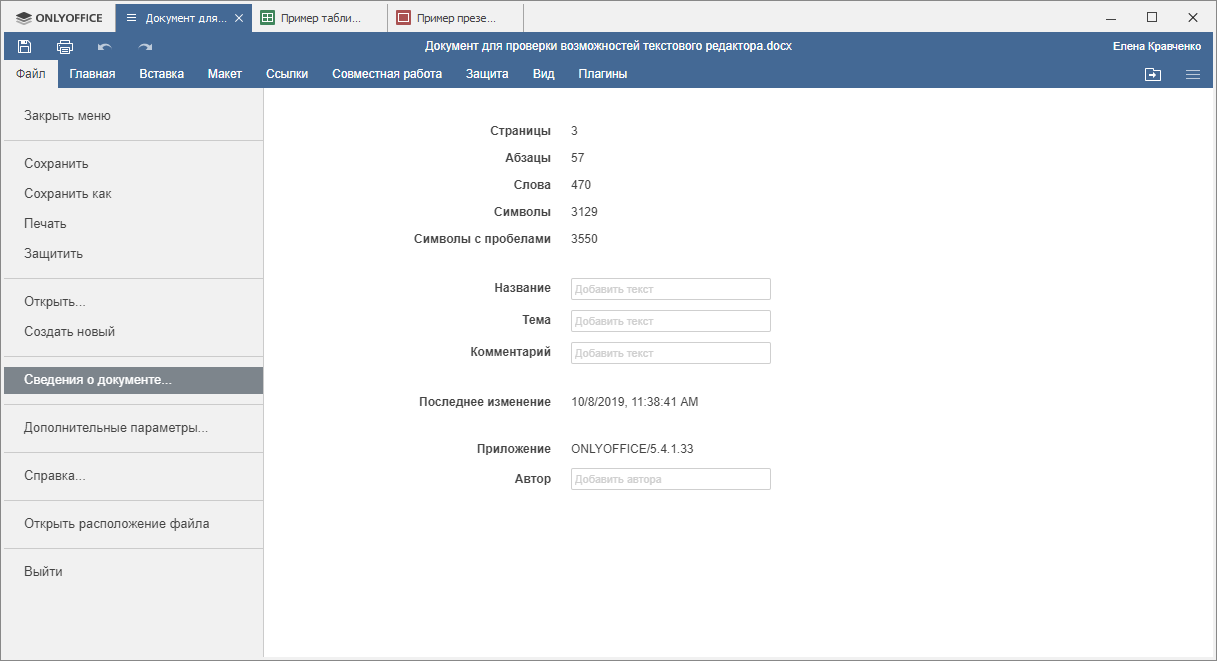 ONLYOFFICE Документ для... Пример табли... Пример презе...
Документ для проверки возможностей текстового редактора.docx Елена Кравченко
Файл Главная Вставка Макет Ссылки Совместная работа Защита Вид Плагины
Закрыть меню
Сохранить
Сохранить как
Печать
Защитить
Открыть...
Создать новый
Сведения о документе...
Дополнительные параметры...
Справка...
Открыть расположение файла
Выйти
Страницы 3
Абзацы 57
Слова 470
Символы 3129
Символы с пробелами 3550
Название Добавить текст
Тема Добавить текст
Комментарий Добавить текст
Последнее изменение 10/8/2019, 11:38:41 AM
Приложение ONLYOFFICE/5.4.1.33
Автор Добавить автора